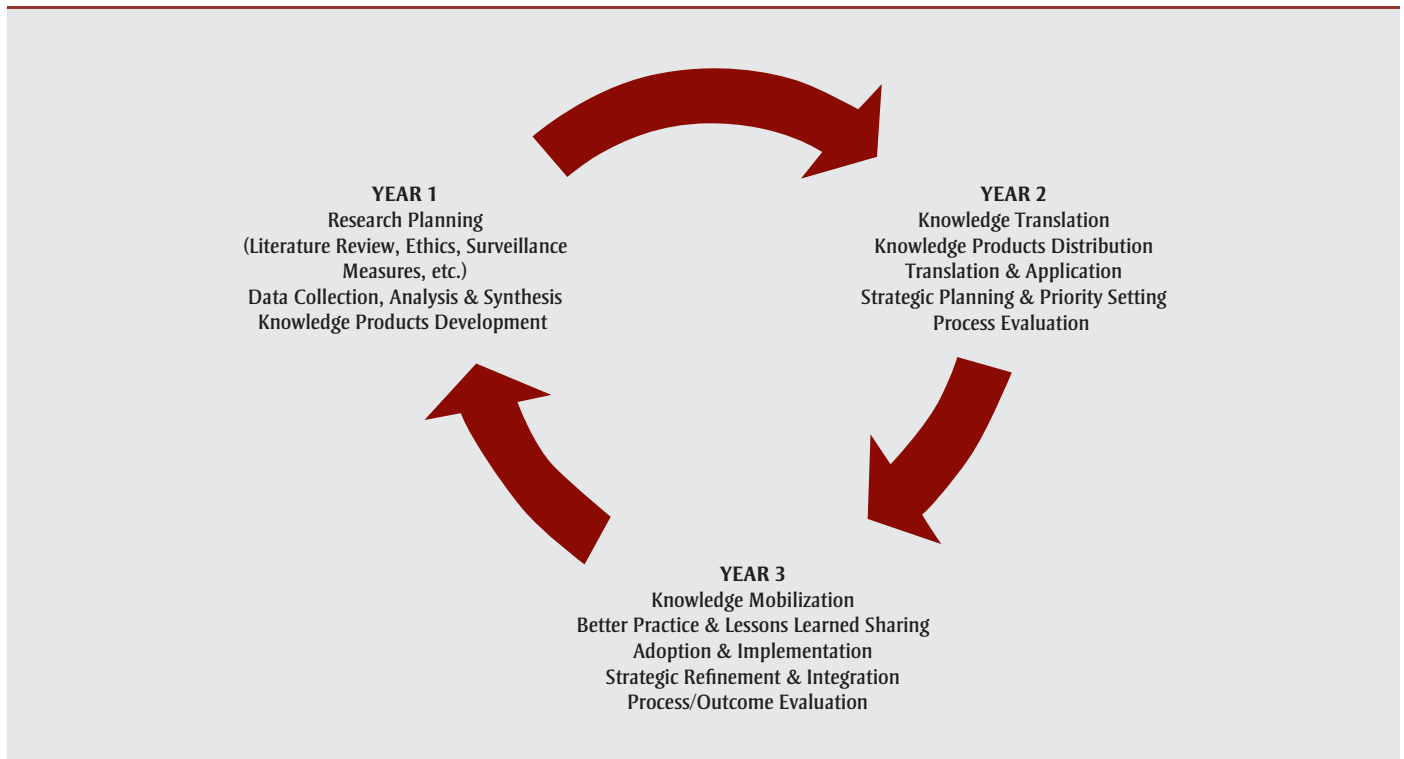 YEAR 1
Research Planning
(Literature Review, Ethics, Surveillance
Measures, etc.)
Data Collection, Analysis & Synthesis
Knowledge Products Development
YEAR 2
Knowledge Translation
Knowledge Products Distribution
Translation & Application
Strategic Planning & Priority Setting
Process Evaluation
YEAR 3
Knowledge Mobilization
Better Practice & Lessons Learned Sharing
Adoption & Implementation
Strategic Refinement & Integration
Process/Outcome Evaluation